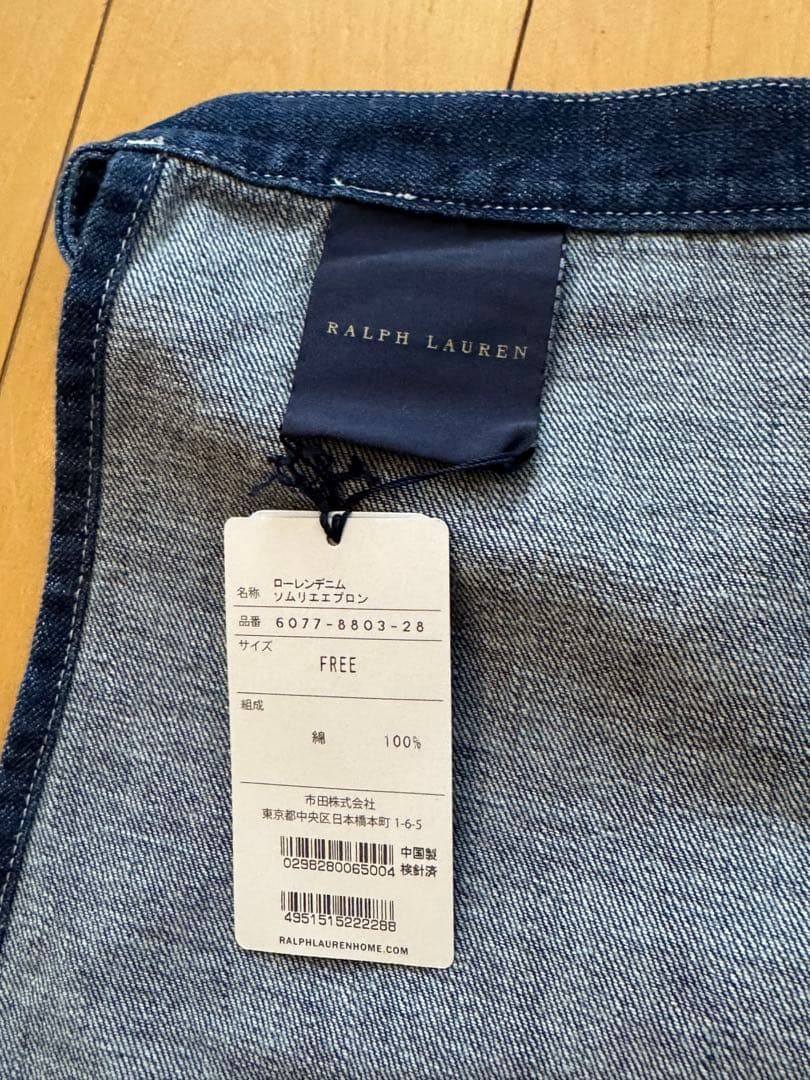 RALPH LAUREN
名称 ローレンデニム
ソムリエエプロン
品番 6077-8803-28
サイズ
FREE
組成
綿 100%
市田株式会社
東京都中央区日本橋本町 1-6-5
0298280065004 中国製
検針済
4951515222288
RALPHLAURENHOME.COM